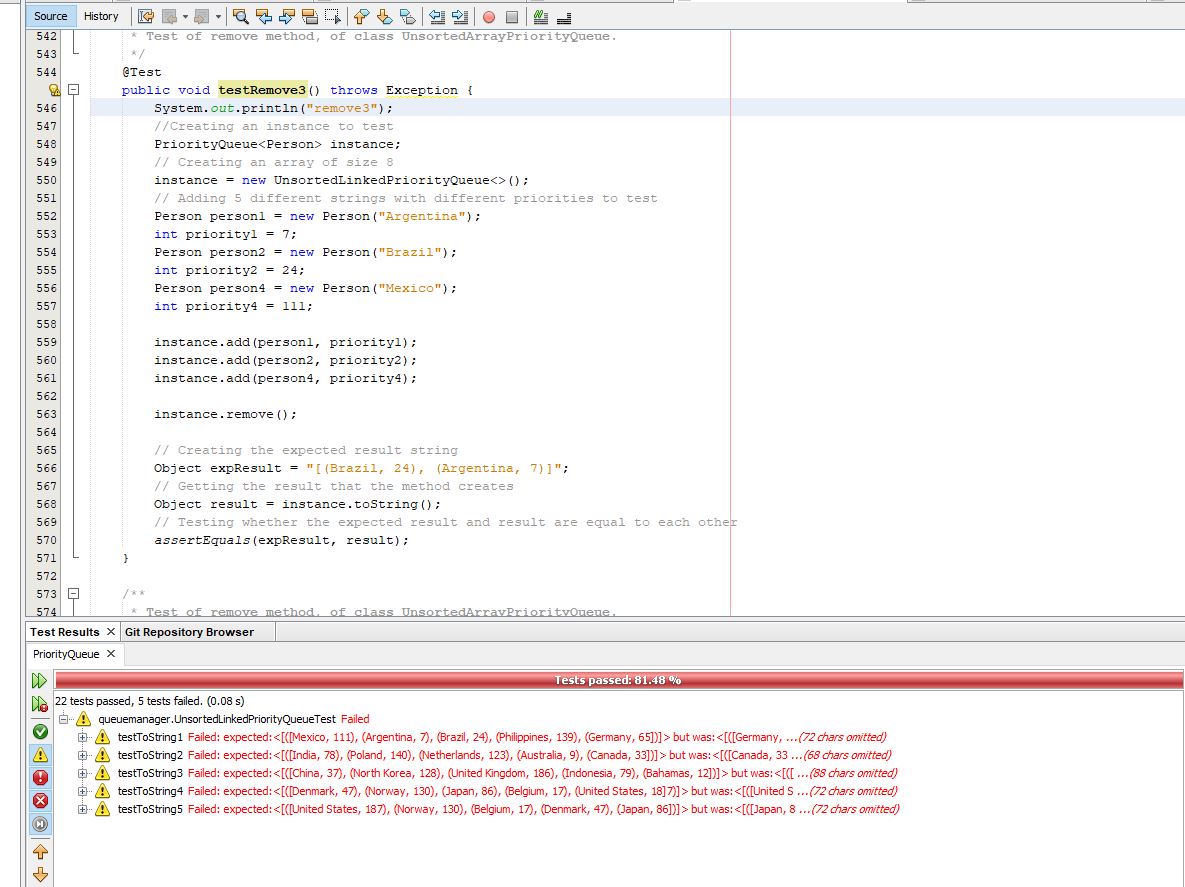 Source History
542 * Test of remove method, of class UnsortedArrayPriorityQueue.
543 */
544 @Test
public void testRemove3() throws Exception {
546 System.out.println("remove3");
547 //Creating an instance to test
548 PriorityQueue<Person> instance;
549 // Creating an array of size 8
550 instance = new UnsortedLinkedPriorityQueue<>();
551 // Adding 5 different strings with different priorities to test
552 Person person1 = new Person("Argentina");
553 int priority1 = 7;
554 Person person2 = new Person("Brazil");
555 int priority2 = 24;
556 Person person4 = new Person("Mexico");
557 int priority4 = 111;
558
559 instance.add(person1, priority1);
560 instance.add(person2, priority2);
561 instance.add(person4, priority4);
562
563 instance.remove();
564
565 // Creating the expected result string
566 Object expResult = "[(Brazil, 24), (Argentina, 7)]";
567 // Getting the result that the method creates
568 Object result = instance.toString();
569 // Testing whether the expected result and result are equal to each other
570 assertEquals(expResult, result);
571 }
572
573 /**
574 * Test of remove method, of class UnsortedArrayPriorityQueue.
Test Results Git Repository Browser
PriorityQueue
Tests passed: 81.48 %
22 tests passed, 5 tests failed. (0.08 s)
queuemanager.UnsortedLinkedPriorityQueueTest Failed
testToString1 Failed: expected:<[([Mexico, 111), (Argentina, 7), (Brazil, 24), (Philippines, 139), (Germany, 65])]> but was:<[([Germany, ...(72 chars omitted)
testToString2 Failed: expected:<[([India, 78), (Poland, 140), (Netherlands, 123), (Australia, 9), (Canada, 33])]> but was:<[([Canada, 33 ...(68 chars omitted)
testToString3 Failed: expected:<[([China, 37), (North Korea, 128), (United Kingdom, 186), (Indonesia, 79), (Bahamas, 12])]> but was:<[([ ...(88 chars omitted)
testToString4 Failed: expected:<[([Denmark, 47), (Norway, 130), (Japan, 86), (Belgium, 17), (United States, 18]7)]> but was:<[([United S ...(72 chars omitted)
testToString5 Failed: expected:<[([United States, 187), (Norway, 130), (Belgium, 17), (Denmark, 47), (Japan, 86])]> but was:<[([Japan, 8 ...(72 chars omitted)